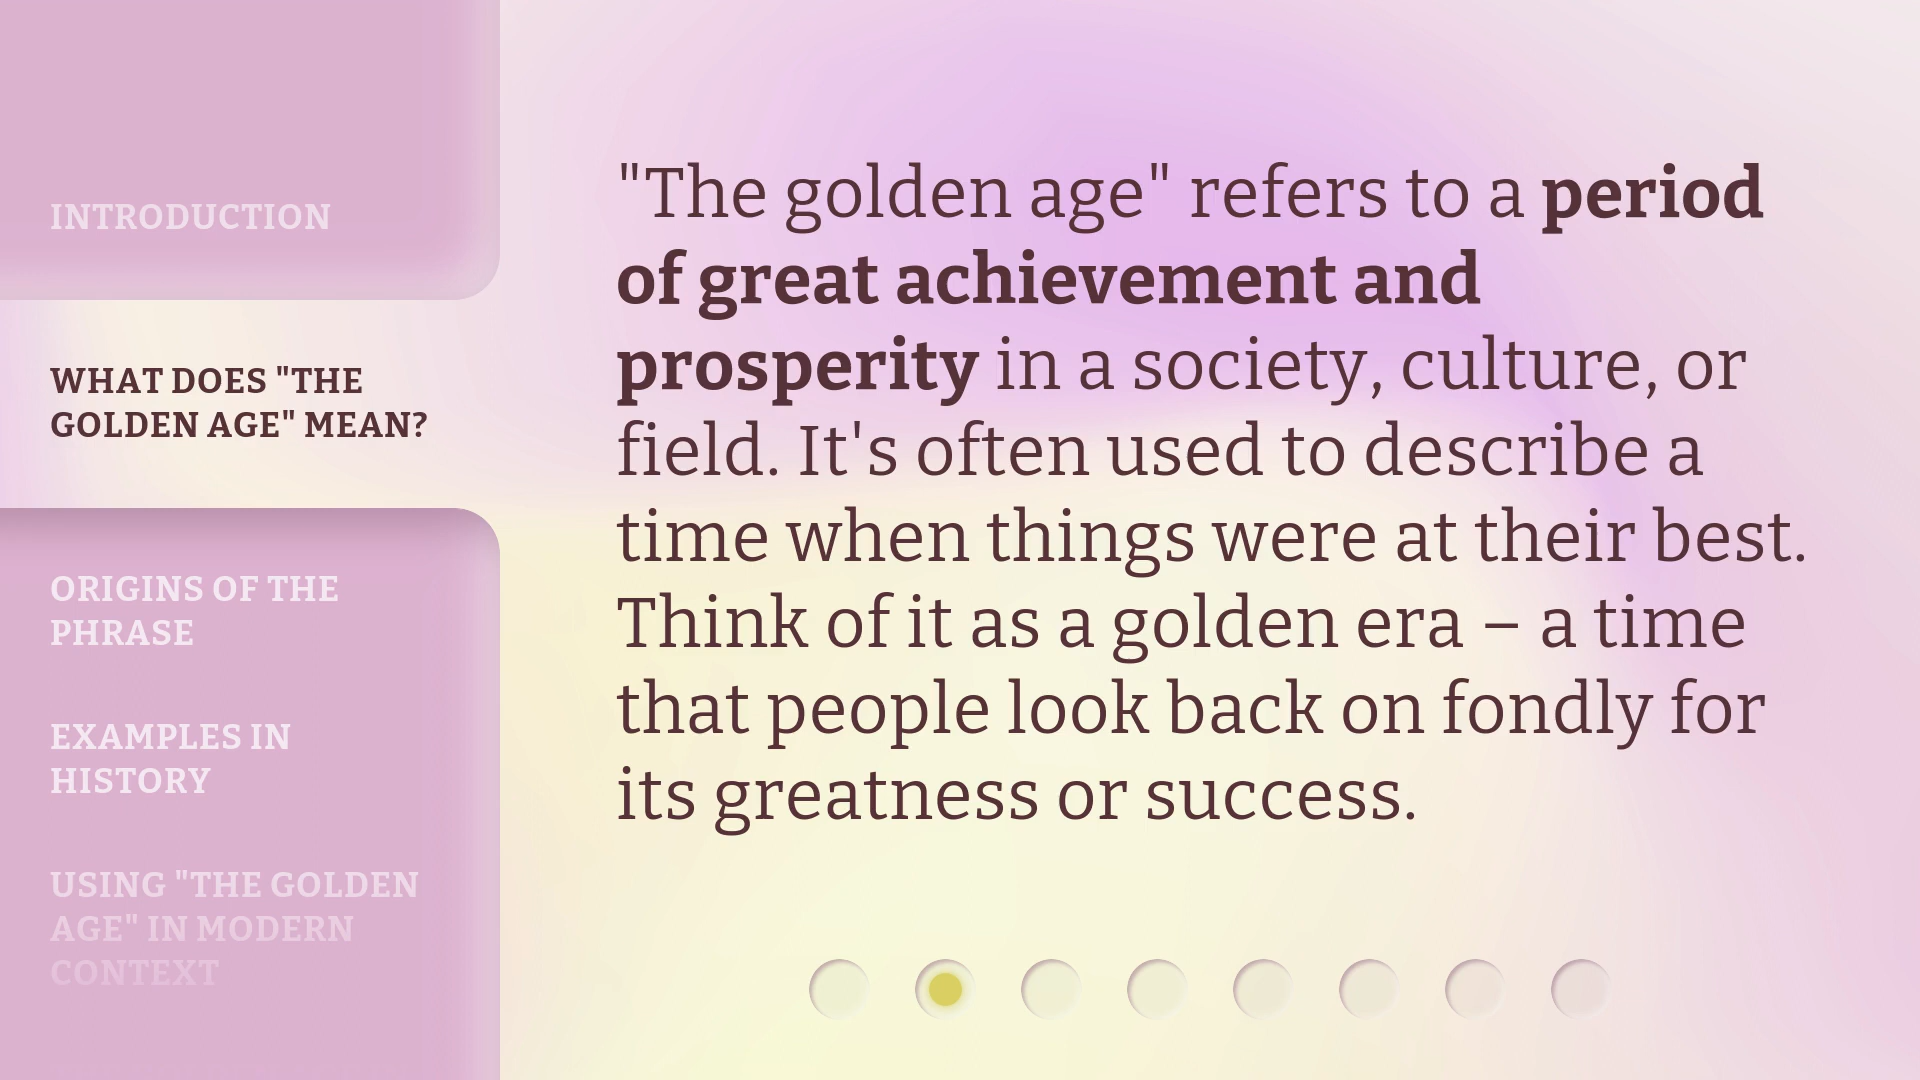 INTRODUCTION
WHAT DOES "THE
GOLDEN AGE" MEAN?
ORIGINS OF THE
PHRASE
EXAMPLES IN
HISTORY
USING "THE GOLDEN
AGE" IN MODERN
CONTEXT
"The golden age" refers to a period
of great achievement and
prosperity in a society, culture, or
field. It's often used to describe a
time when things were at their best.
Think of it as a golden era – a time
that people look back on fondly for
its greatness or success.